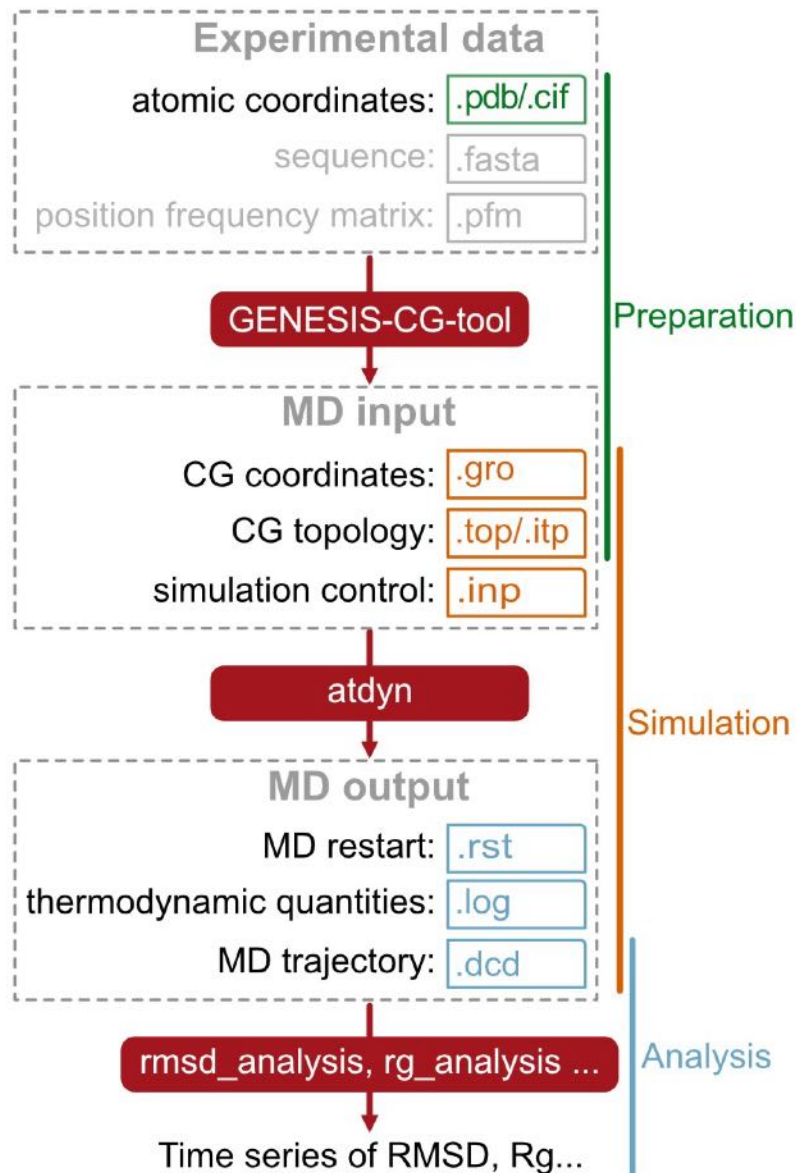 Experimental data
atomic coordinates: .pdb/.cif
sequence: .fasta
position frequency matrix: .pfm
GENESIS-CG-tool
Preparation
MD input
CG coordinates: .gro
CG topology: .top/.itp
simulation control: .inp
atdyn
Simulation
MD output
MD restart: .rst
thermodynamic quantities: .log
MD trajectory: .dcd
rmsd_analysis, rg_analysis ...
Analysis
Time series of RMSD, Rg...